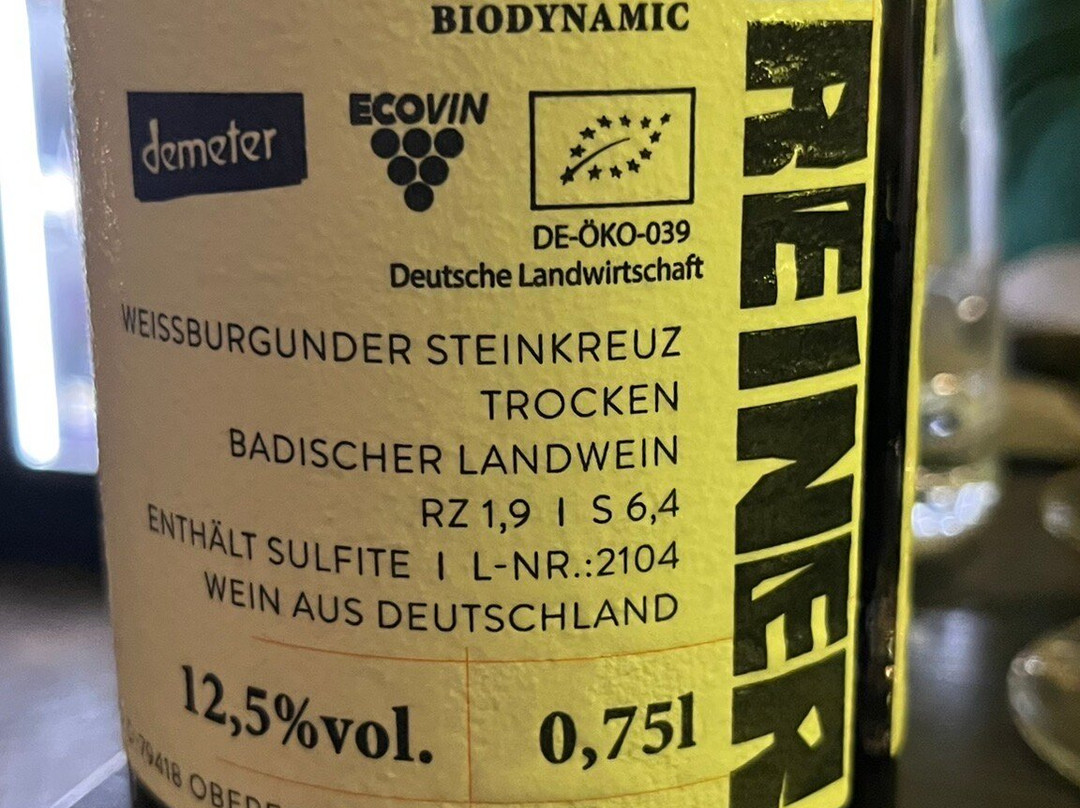 BIODYNAMIC
demeter
ECOVIN
DE-ÖKO-039
Deutsche Landwirtschaft
WEISSBURGUNDER STEINKREUZ
TROCKEN
BADISCHER LANDWEIN
RZ 1,9 | S 6,4
ENTHÄLT SULFITE | L-NR.:2104
WEIN AUS DEUTSCHLAND
12,5%vol.
0,75l
79418
REINER